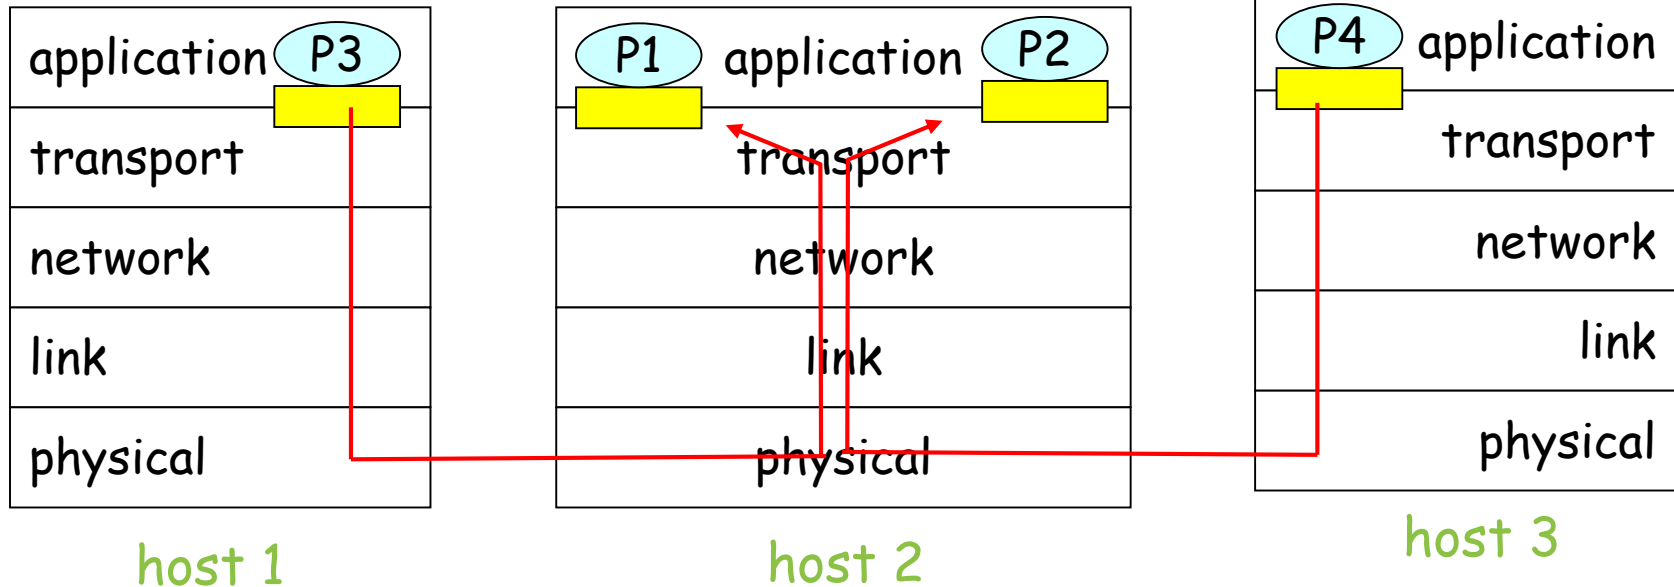 application P3
transport
network
link
physical
host 1
P1 application P2
transport
network
link
physical
host 2
P4 application
transport
network
link
physical
host 3